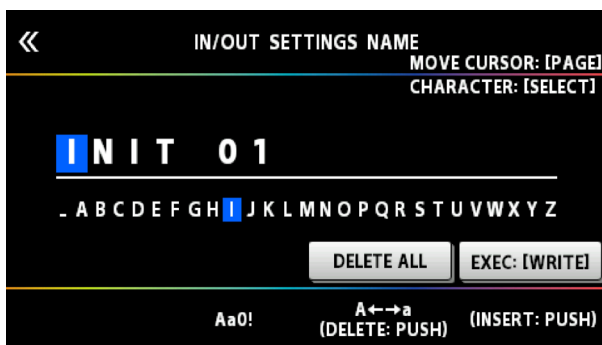 «
IN/OUT SETTINGS NAME
MOVE CURSOR: [PAGE]
CHARACTER: [SELECT]
INIT 01
_ABCDEFGHIJKLMNOPQRSTUVWXYZ
DELETE ALL
EXEC: [WRITE]
Aa0!
A←→a
(DELETE: PUSH)
(INSERT: PUSH)